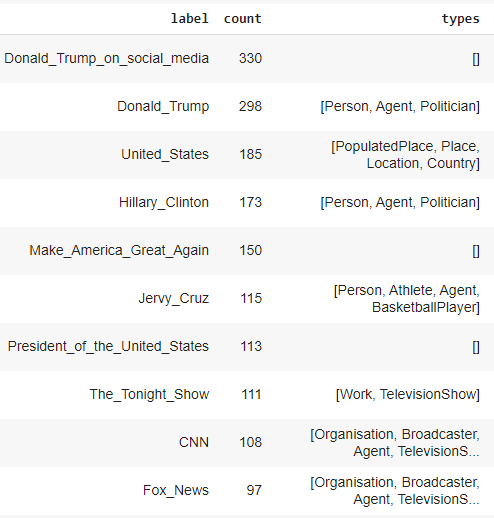 label count types
Donald_Trump_on_social_media 330 []
Donald_Trump 298 [Person, Agent, Politician]
United_States 185 [PopulatedPlace, Place,
Location, Country]
Hillary_Clinton 173 [Person, Agent, Politician]
Make_America_Great_Again 150 []
Jervy_Cruz 115 [Person, Athlete, Agent,
BasketballPlayer]
President_of_the_United_States 113 []
The_Tonight_Show 111 [Work, TelevisionShow]
CNN 108 [Organisation, Broadcaster,
Agent, TelevisionS...
Fox_News 97 [Organisation, Broadcaster,
Agent, TelevisionS...